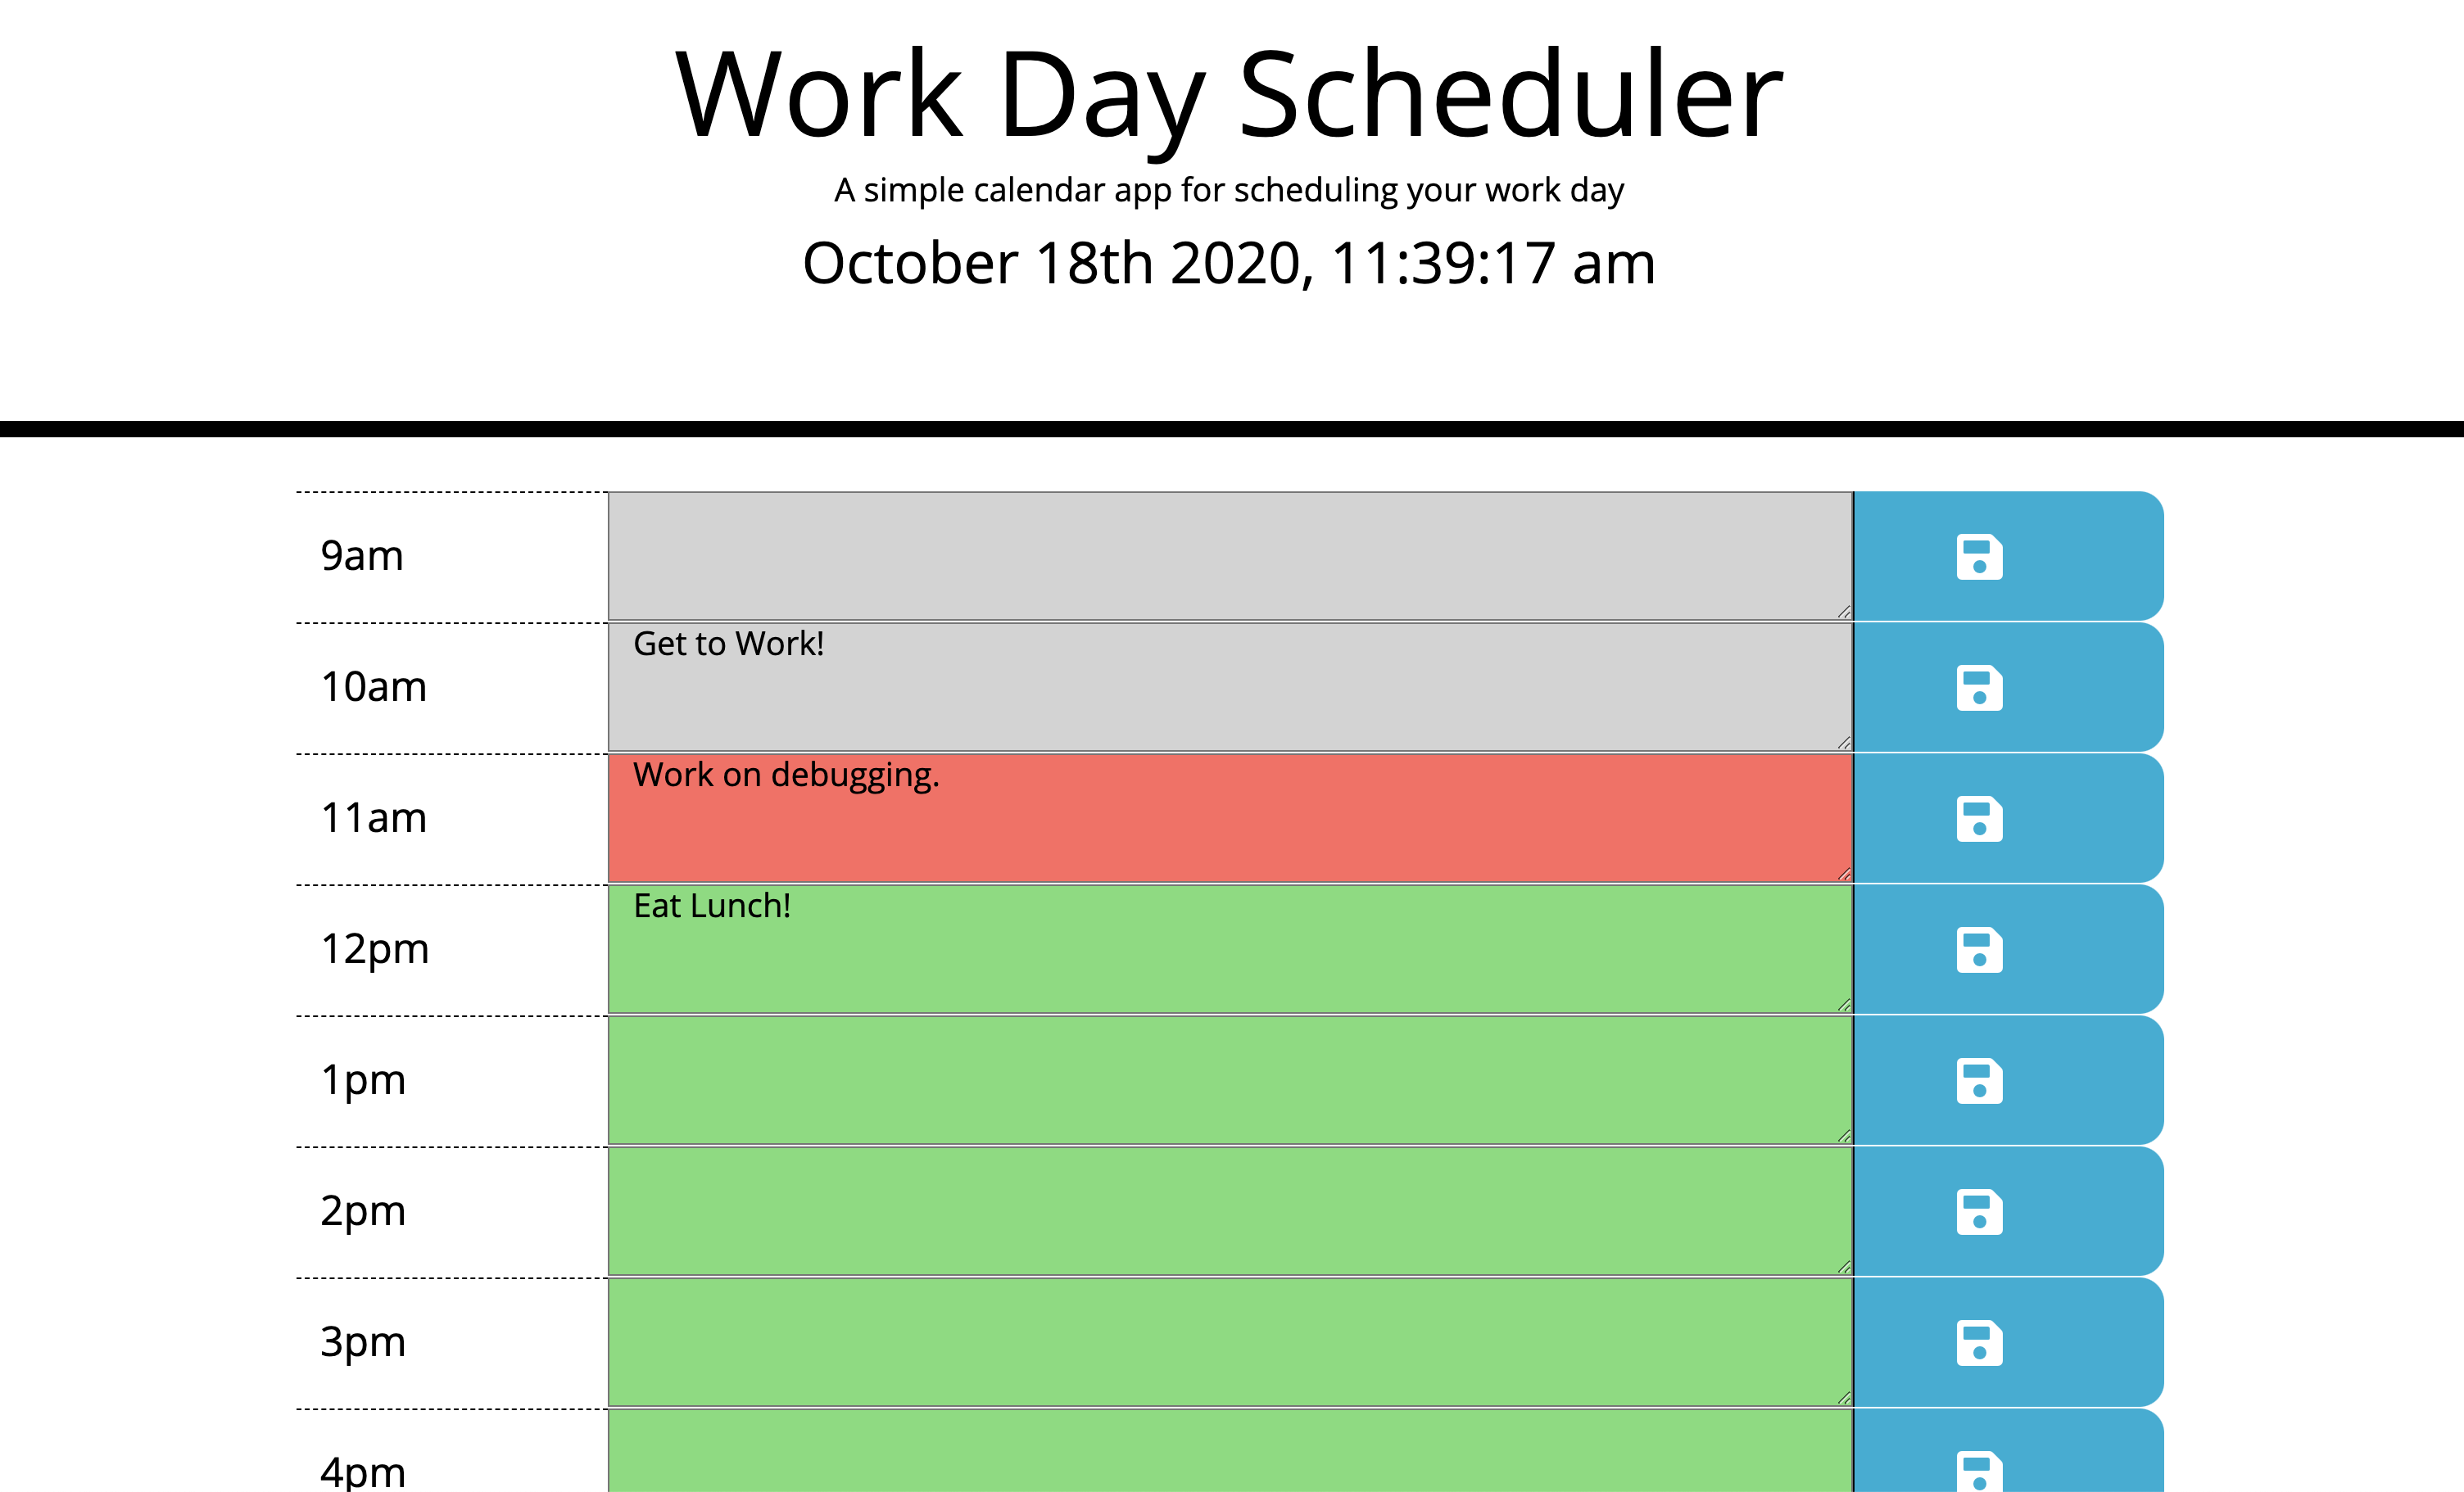 Work Day Scheduler
A simple calendar app for scheduling your work day
October 18th 2020, 11:39:17 am
9am
10am
Get to Work!
11am
Work on debugging.
12pm
Eat Lunch!
1pm
2pm
3pm
4pm